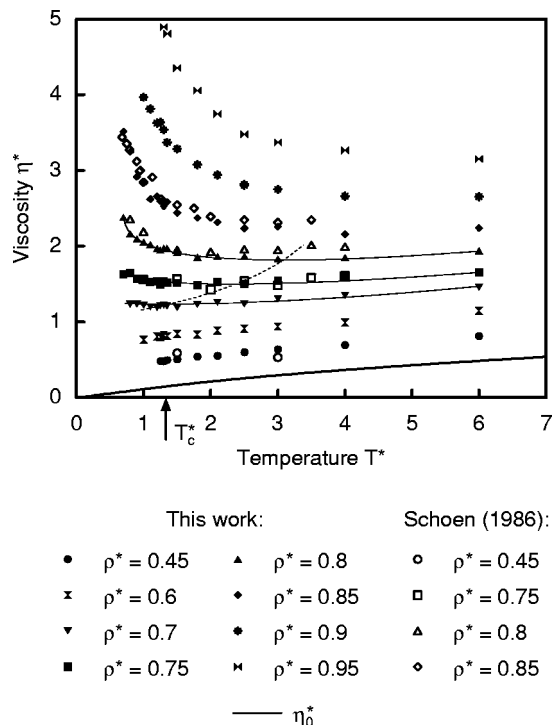 5
4
3
2
1
0
Viscosity η*
0 1 2 3 4 5 6 7
T*c
Temperature T*
This work: Schoen (1986):
ρ* = 0.45 ρ* = 0.8 ρ* = 0.45
ρ* = 0.6 ρ* = 0.85 ρ* = 0.75
ρ* = 0.7 ρ* = 0.9 ρ* = 0.8
ρ* = 0.75 ρ* = 0.95 ρ* = 0.85
η*0